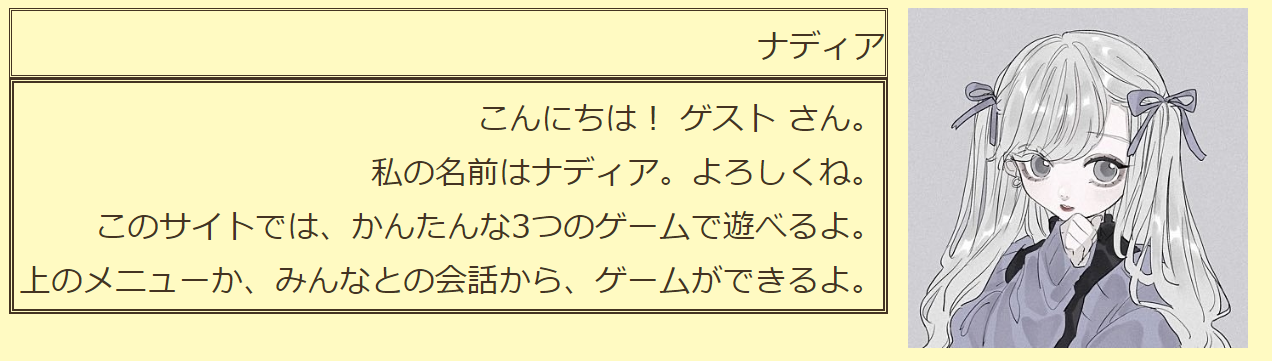 ナディア
こんにちは！ ゲスト さん。
私の名前はナディア。よろしくね。
このサイトでは、かんたんな3つのゲームで遊べるよ。
上のメニューか、みんなとの会話から、ゲームができるよ。